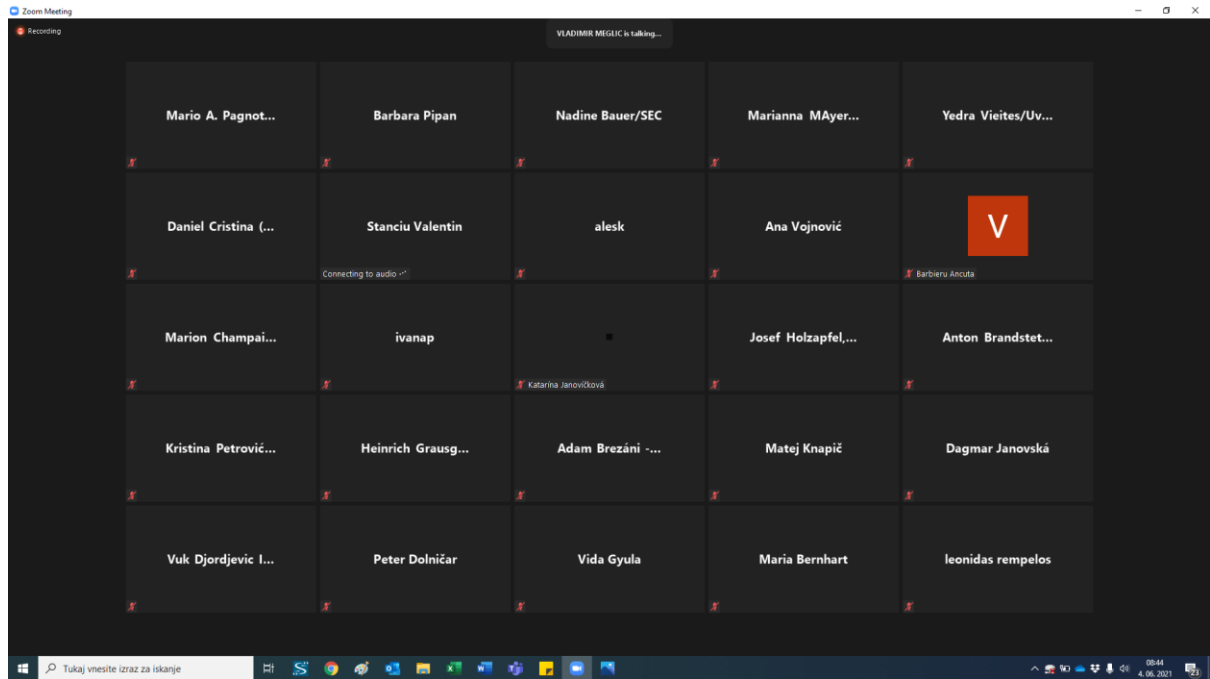 Zoom Meeting
Recording
VLADIMIR MEGLIC is talking...
Mario A. Pagnot...
Barbara Pipan
Nadine Bauer/SEC
Marianna MAyer...
Yedra Vieites/Uv...
Daniel Cristina (...
Stanciu Valentin
Connecting to audio
alesk
Ana Vojnović
V
Barbieru Ancuta
Marion Champai...
ivanap
Katarína Janovíčková
Josef Holzapfel,...
Anton Brandstet...
Kristina Petrović...
Heinrich Grausg...
Adam Brezáni -...
Matej Knapič
Dagmar Janovská
Vuk Djordjevic I...
Peter Dolničar
Vida Gyula
Maria Bernhart
leonidas rempelos
Tukaj vnesite izraz za iskanje
08:44
4. 06. 2021
23